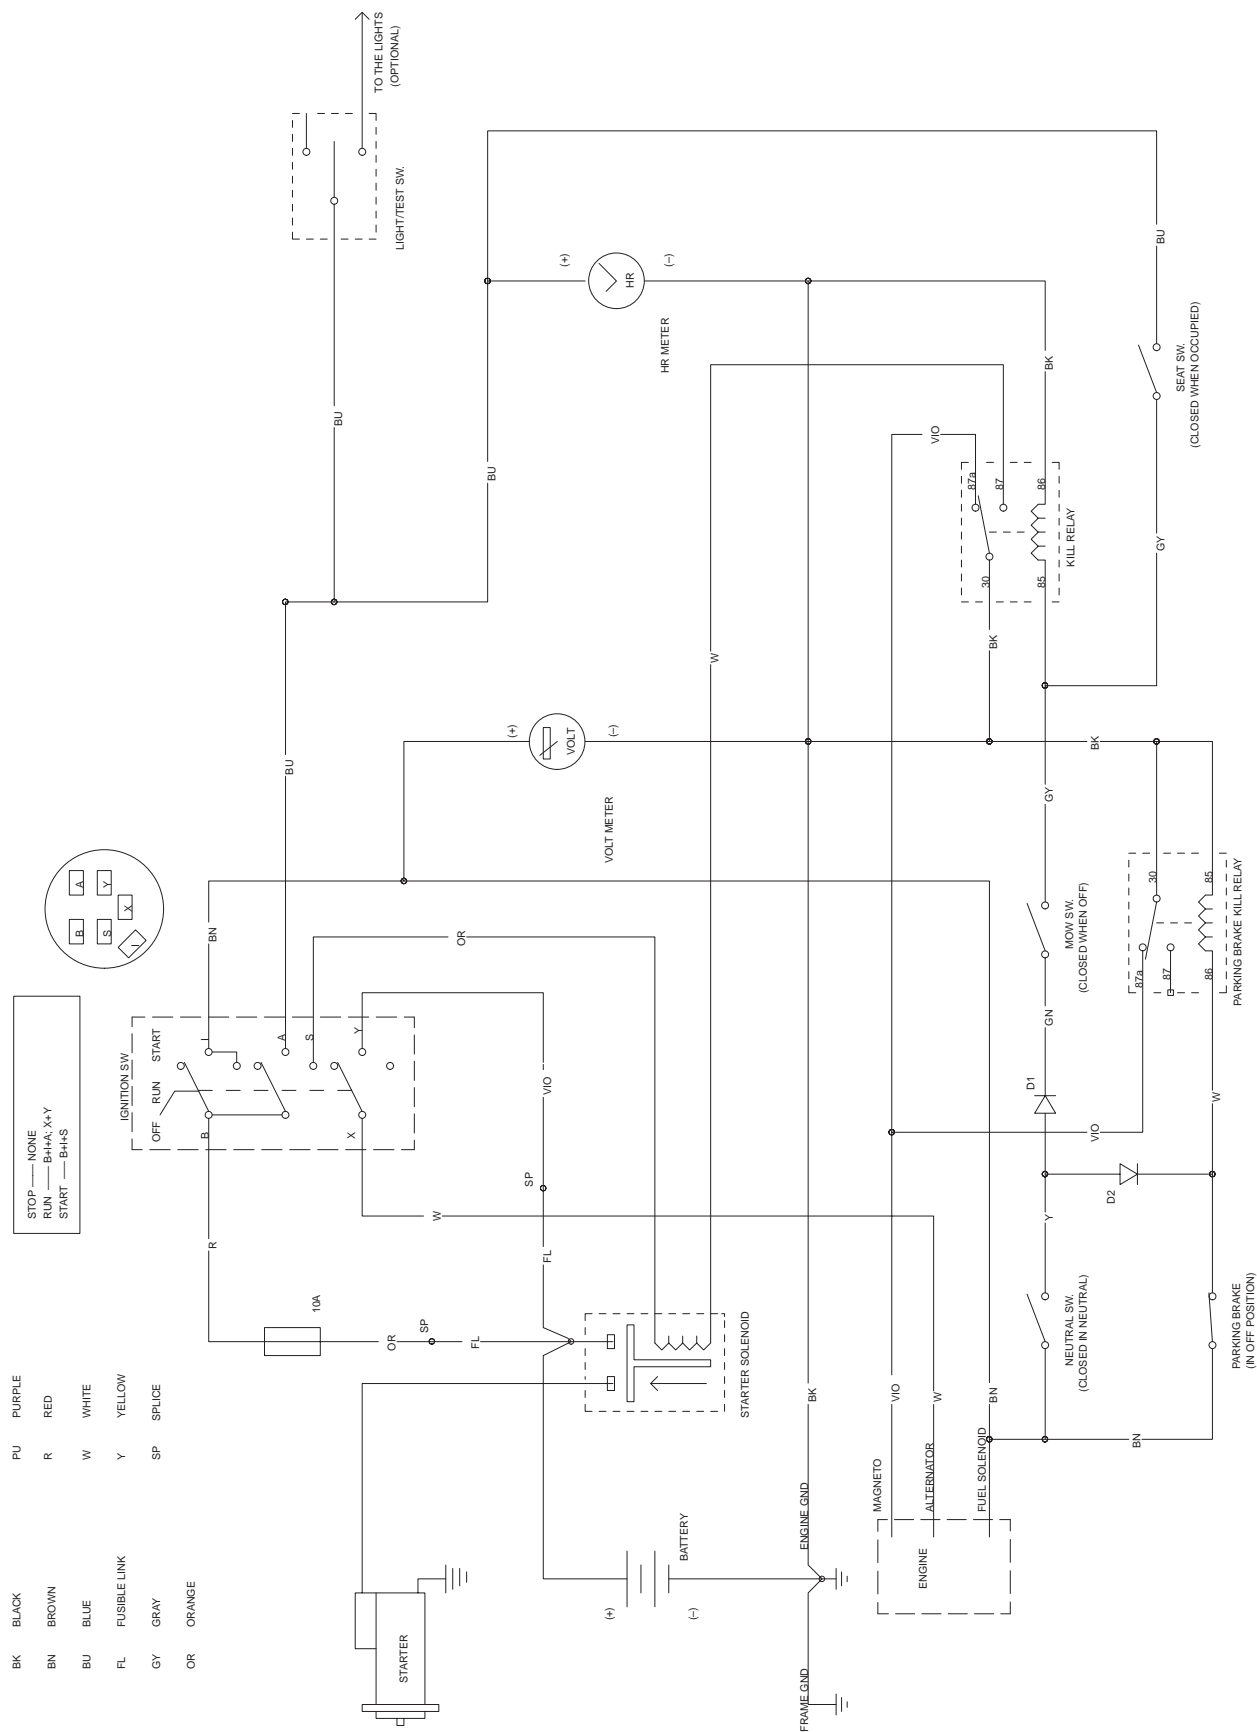 BK BLACK
BN BROWN
BU BLUE
FL FUSIBLE LINK
GY GRAY
OR ORANGE
PU PURPLE
R RED
W WHITE
Y YELLOW
SP SPLICE
STOP NONE
RUN B+I+A; X+Y
START B+I+S
B
A
S
Y
I
X
IGNITION SW
OFF RUN START
B
I
A
S
X
Y
BN
BU
OR
VIO
R
10A
OR
SP
FL
SP
FL
W
STARTER
STARTER SOLENOID
(+)
(–)
BATTERY
FRAME GND
ENGINE GND
BK
ENGINE
MAGNETO
ALTERNATOR
FUEL SOLENOID
VIO
W
BN
BN
VOLT METER
(+)
VOLT
(–)
BU
BU
LIGHT/TEST SW.
TO THE LIGHTS
(OPTIONAL)
HR METER
(+)
HR
(–)
W
VIO
BK
BK
30
87a
87
85
86
KILL RELAY
BU
GY
SEAT SW.
(CLOSED WHEN OCCUPIED)
BK
GY
MOW SW.
(CLOSED WHEN OFF)
GN
D1
VIO
D2
Y
NEUTRAL SW.
(CLOSED IN NEUTRAL)
W
PARKING BRAKE
(IN OFF POSITION)
87a
30
87
86
85
PARKING BRAKE KILL RELAY